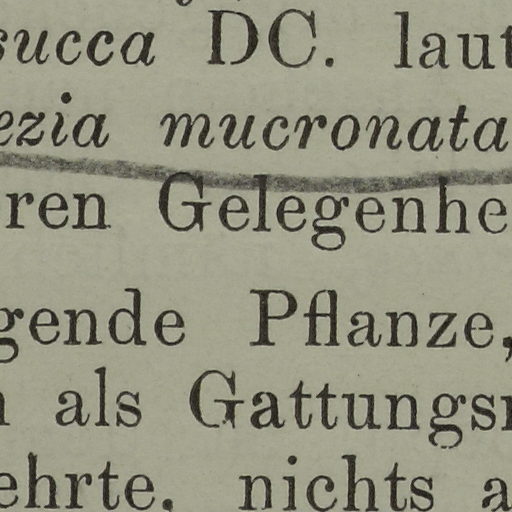 succa DC. laut
ezia mucronata
ren Gelegenhe
gende Pflanze,
als Gattungs
ehrte, nichts a